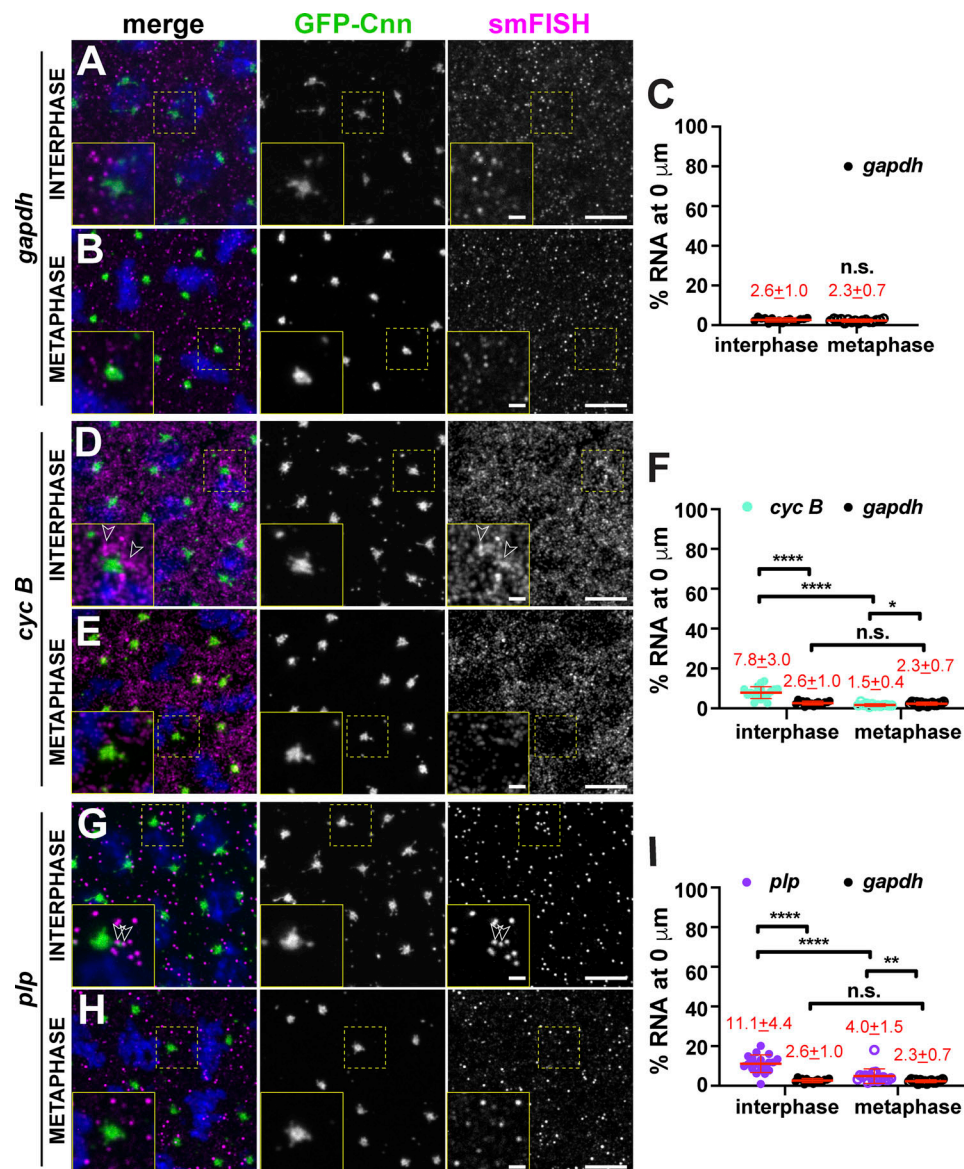 merge GFP-Cnn smFISH
gapdh
INTERPHASE
A
METAPHASE
B
C
% RNA at 0 μm
100
80
60
40
20
0
gapdh
n.s.
2.6±1.0 2.3±0.7
interphase metaphase
cyc B
INTERPHASE
D
METAPHASE
E
F
cyc B gapdh
% RNA at 0 μm
100
80
60
40
20
0
****
****
*
n.s.
7.8±3.0 2.6±1.0 1.5±0.4 2.3±0.7
interphase metaphase
plp
INTERPHASE
G
METAPHASE
H
I
plp gapdh
% RNA at 0 μm
100
80
60
40
20
0
****
****
**
n.s.
11.1±4.4 2.6±1.0 4.0±1.5 2.3±0.7
interphase metaphase